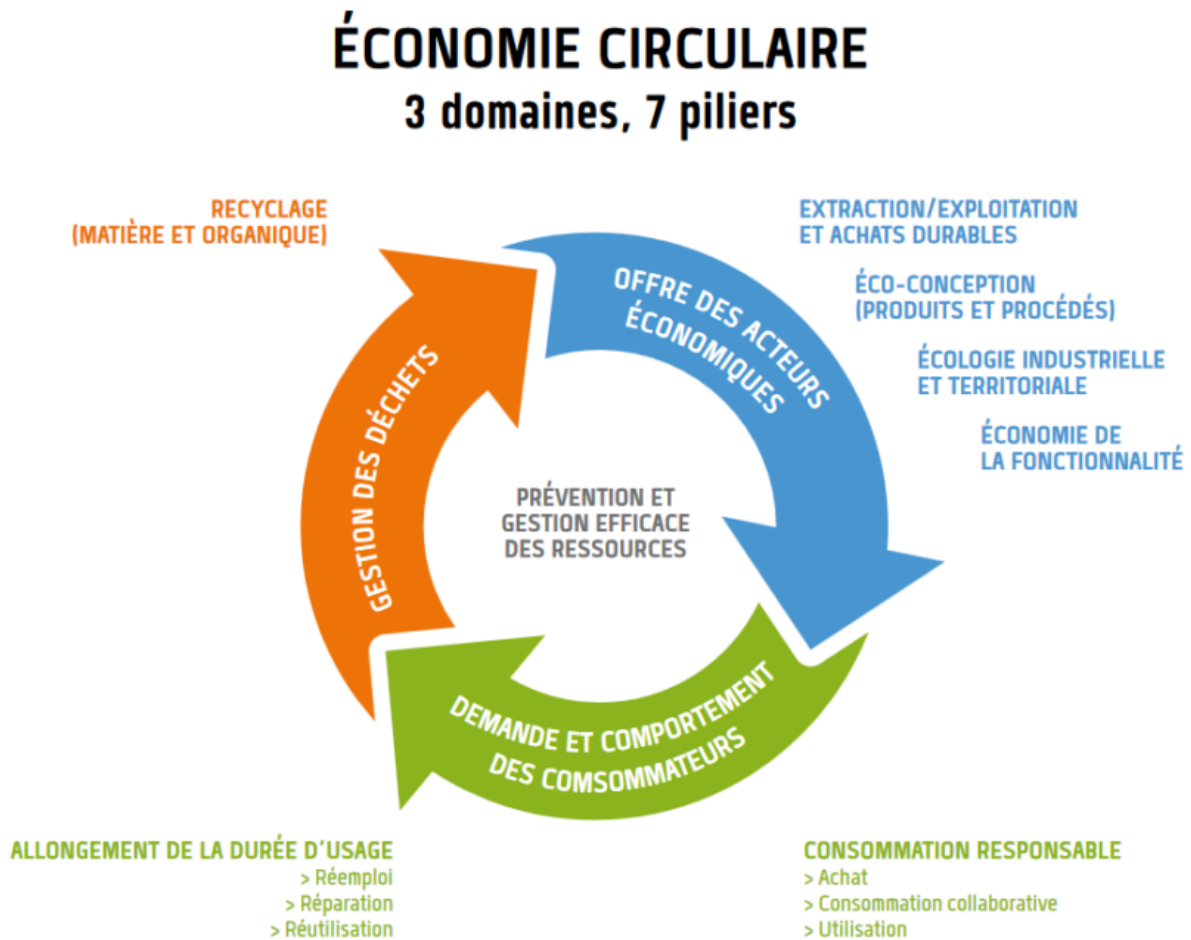 ÉCONOMIE CIRCULAIRE
3 domaines, 7 piliers
RECYCLAGE
(MATIÈRE ET ORGANIQUE)
EXTRACTION/EXPLOITATION
ET ACHATS DURABLES
ÉCO-CONCEPTION
(PRODUITS ET PROCÉDÉS)
ÉCOLOGIE INDUSTRIELLE
ET TERRITORIALE
ÉCONOMIE DE
LA FONCTIONNALITÉ
OFFRE DES ACTEURS
ÉCONOMIQUES
GESTION DES DÉCHETS
PRÉVENTION ET
GESTION EFFICACE
DES RESSOURCES
DEMANDE ET COMPORTEMENT
DES COMSOMMATEURS
ALLONGEMENT DE LA DURÉE D'USAGE
> Réemploi
> Réparation
> Réutilisation
CONSOMMATION RESPONSABLE
> Achat
> Consommation collaborative
> Utilisation